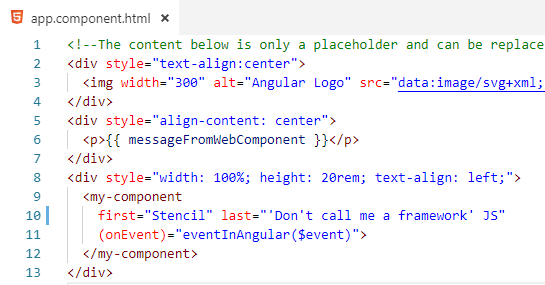 app.component.html
1 <!--The content below is only a placeholder and can be replace
2 <div style="text-align:center">
3 <img width="300" alt="Angular Logo" src="data:image/svg+xml;
4 </div>
5 <div style="align-content: center">
6 <p>{{ messageFromWebComponent }}</p>
7 </div>
8 <div style="width: 100%; height: 20rem; text-align: left;">
9 <my-component
10 first="Stencil" last="'Don't call me a framework' JS"
11 (onEvent)="eventInAngular($event)">
12 </my-component>
13 </div>